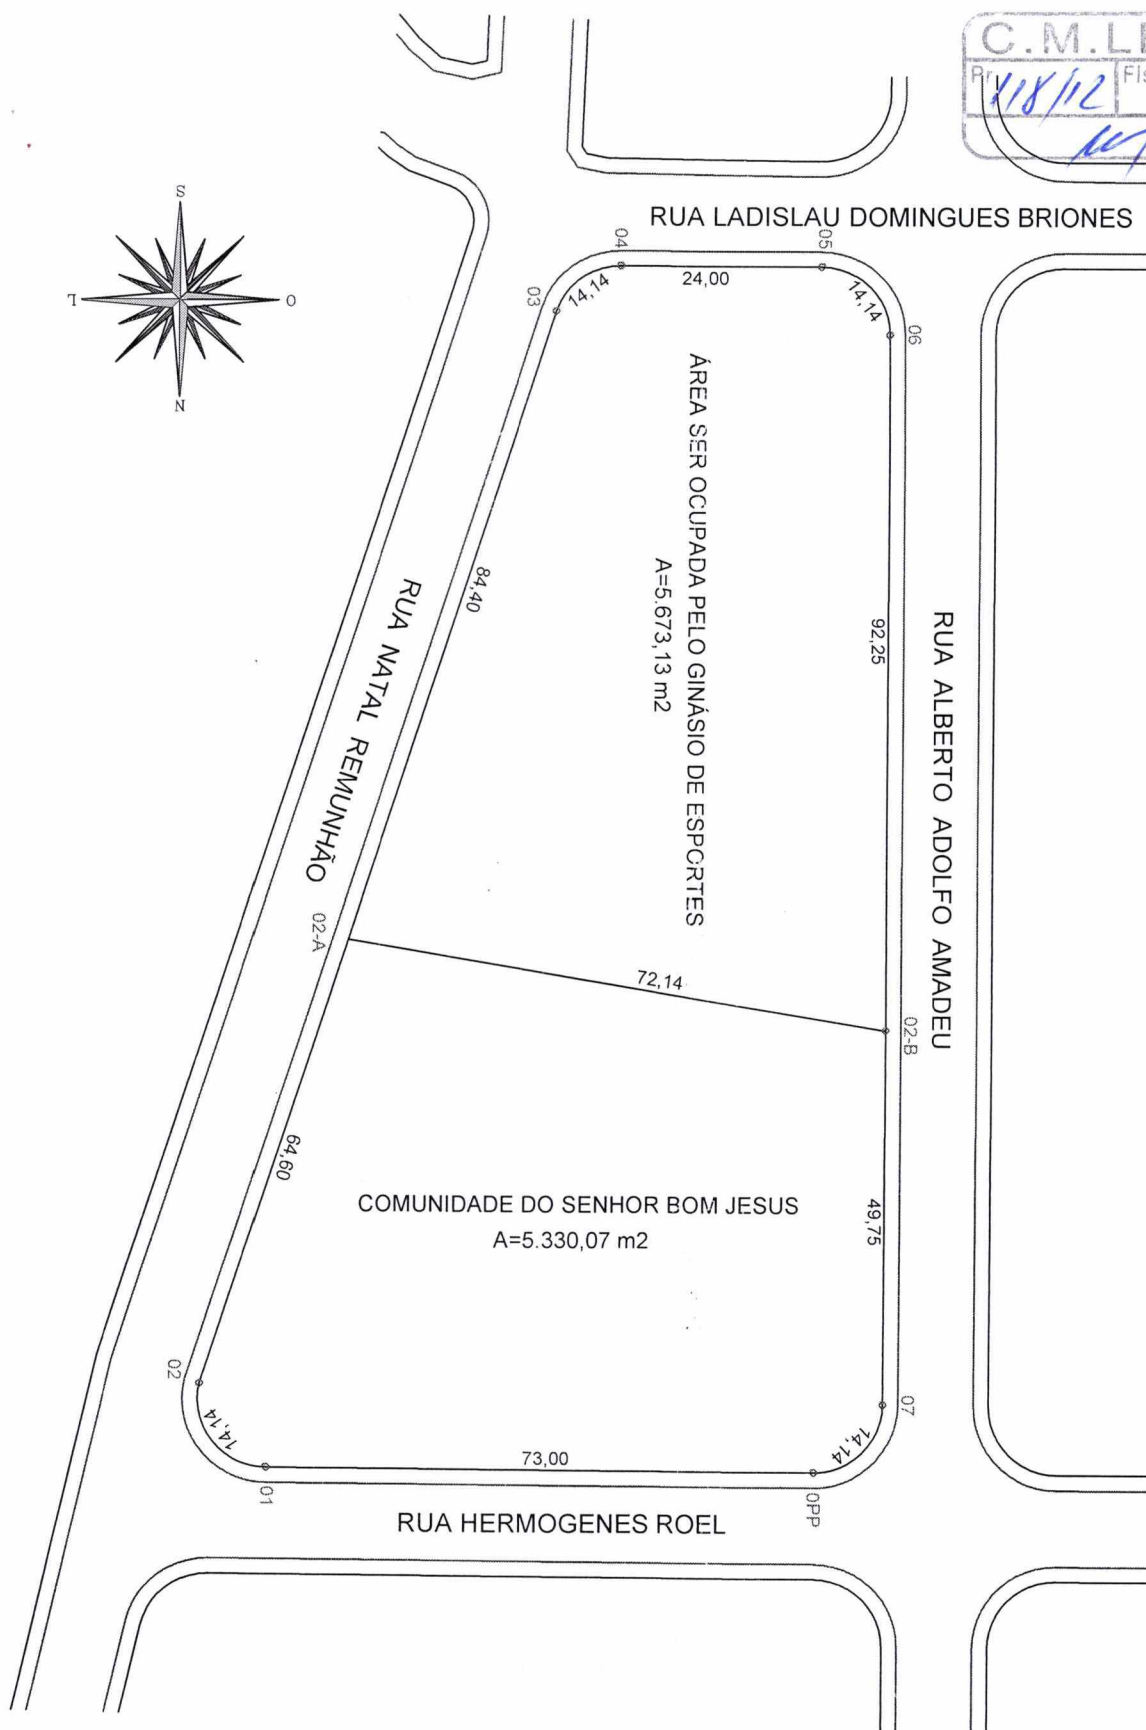 C.M.L
Pr. 118/12
Fls
RUA LADISLAU DOMINGUES BRIONES
S
L
O
N
04
05
03
14,14
24,00
14,14
06
ÁREA SER OCUPADA PELO GINÁSIO DE ESPORTES
A=5.673,13 m2
84,40
92,25
RUA NATAL REMUNHÃO
RUA ALBERTO ADOLFO AMADEU
02-A
72,14
02-B
64,60
COMUNIDADE DO SENHOR BOM JESUS
A=5.330,07 m2
49,75
02
07
14,14
73,00
14,14
01
0PP
RUA HERMOGENES ROEL